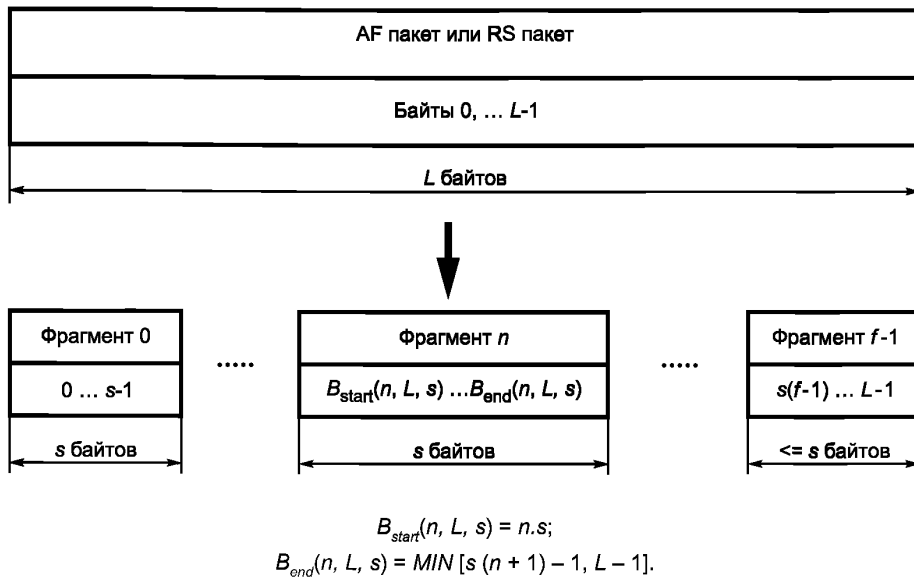 AF пакет или RS пакет
Байты 0, ... L-1
L байтов
Фрагмент 0 ..... Фрагмент n ..... Фрагмент f-1
0 ... s-1 B_start(n, L, s) ...B_end(n, L, s) s(f-1) ... L-1
s байтов s байтов <= s байтов
B_start(n, L, s) = n.s;
B_end(n, L, s) = MIN [s (n + 1) – 1, L – 1].